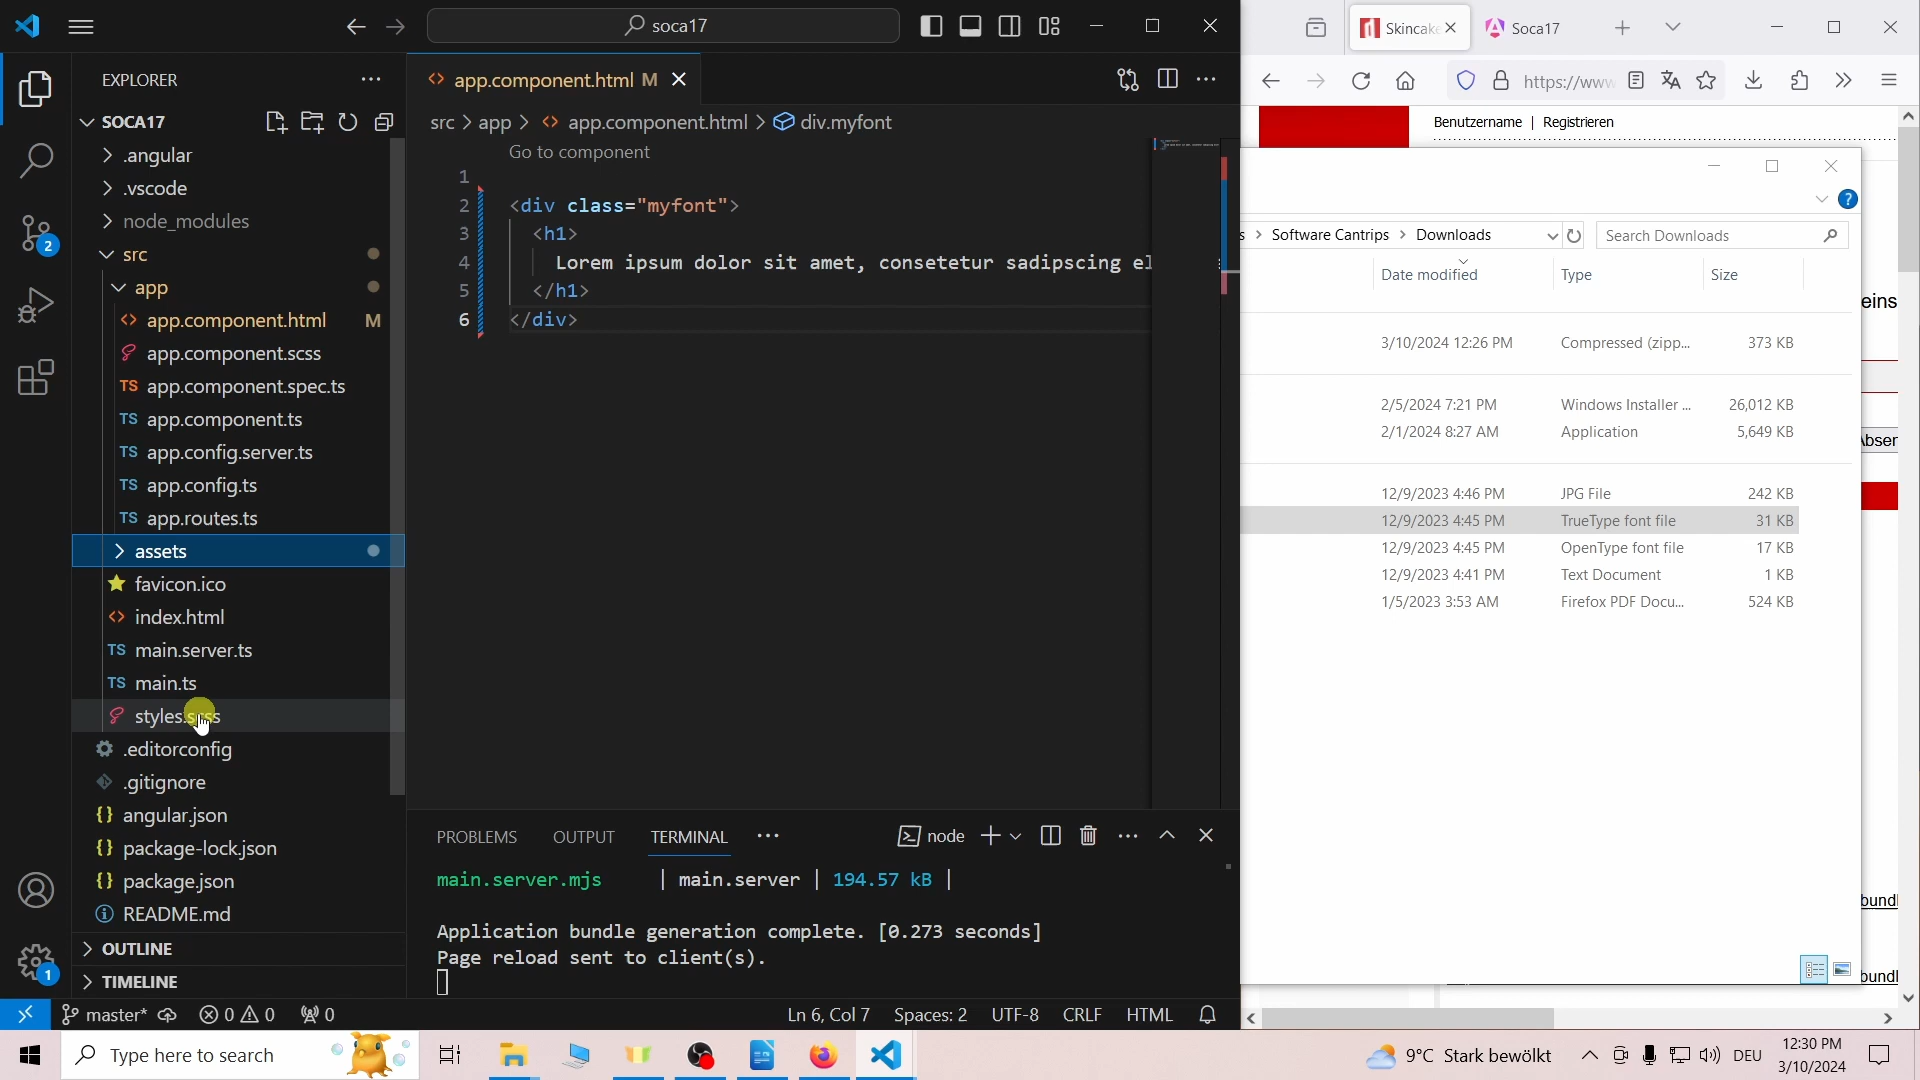 soca17
EXPLORER
SOCA17
.angular
.vscode
node_modules
src
app
app.component.html M
app.component.scss
app.component.spec.ts
app.component.ts
app.config.server.ts
app.config.ts
app.routes.ts
assets
favicon.ico
index.html
main.server.ts
main.ts
styles.scss
.editorconfig
.gitignore
angular.json
package-lock.json
package.json
README.md
OUTLINE
TIMELINE
2
1
app.component.html M
src > app > app.component.html > div.myfont
Go to component
1
2 <div class="myfont">
3 <h1>
4 Lorem ipsum dolor sit amet, consetetur sadipscing el
5 </h1>
6 </div>
PROBLEMS OUTPUT TERMINAL node
main.server.mjs | main.server | 194.57 kB |
Application bundle generation complete. [0.273 seconds]
Page reload sent to client(s).
master* 0 0 0 Ln 6, Col 7 Spaces: 2 UTF-8 CRLF HTML
Skincake Soca17
https://www
Benutzername | Registrieren
s > Software Cantrips > Downloads Search Downloads
Date modified Type Size
3/10/2024 12:26 PM Compressed (zipp... 373 KB
2/5/2024 7:21 PM Windows Installer ... 26,012 KB
2/1/2024 8:27 AM Application 5,649 KB
12/9/2023 4:46 PM JPG File 242 KB
12/9/2023 4:45 PM TrueType font file 31 KB
12/9/2023 4:45 PM OpenType font file 17 KB
12/9/2023 4:41 PM Text Document 1 KB
1/5/2023 3:53 AM Firefox PDF Docu... 524 KB
eins
Absen
bundl
bundl
Type here to search
9°C Stark bewölkt DEU 12:30 PM
3/10/2024